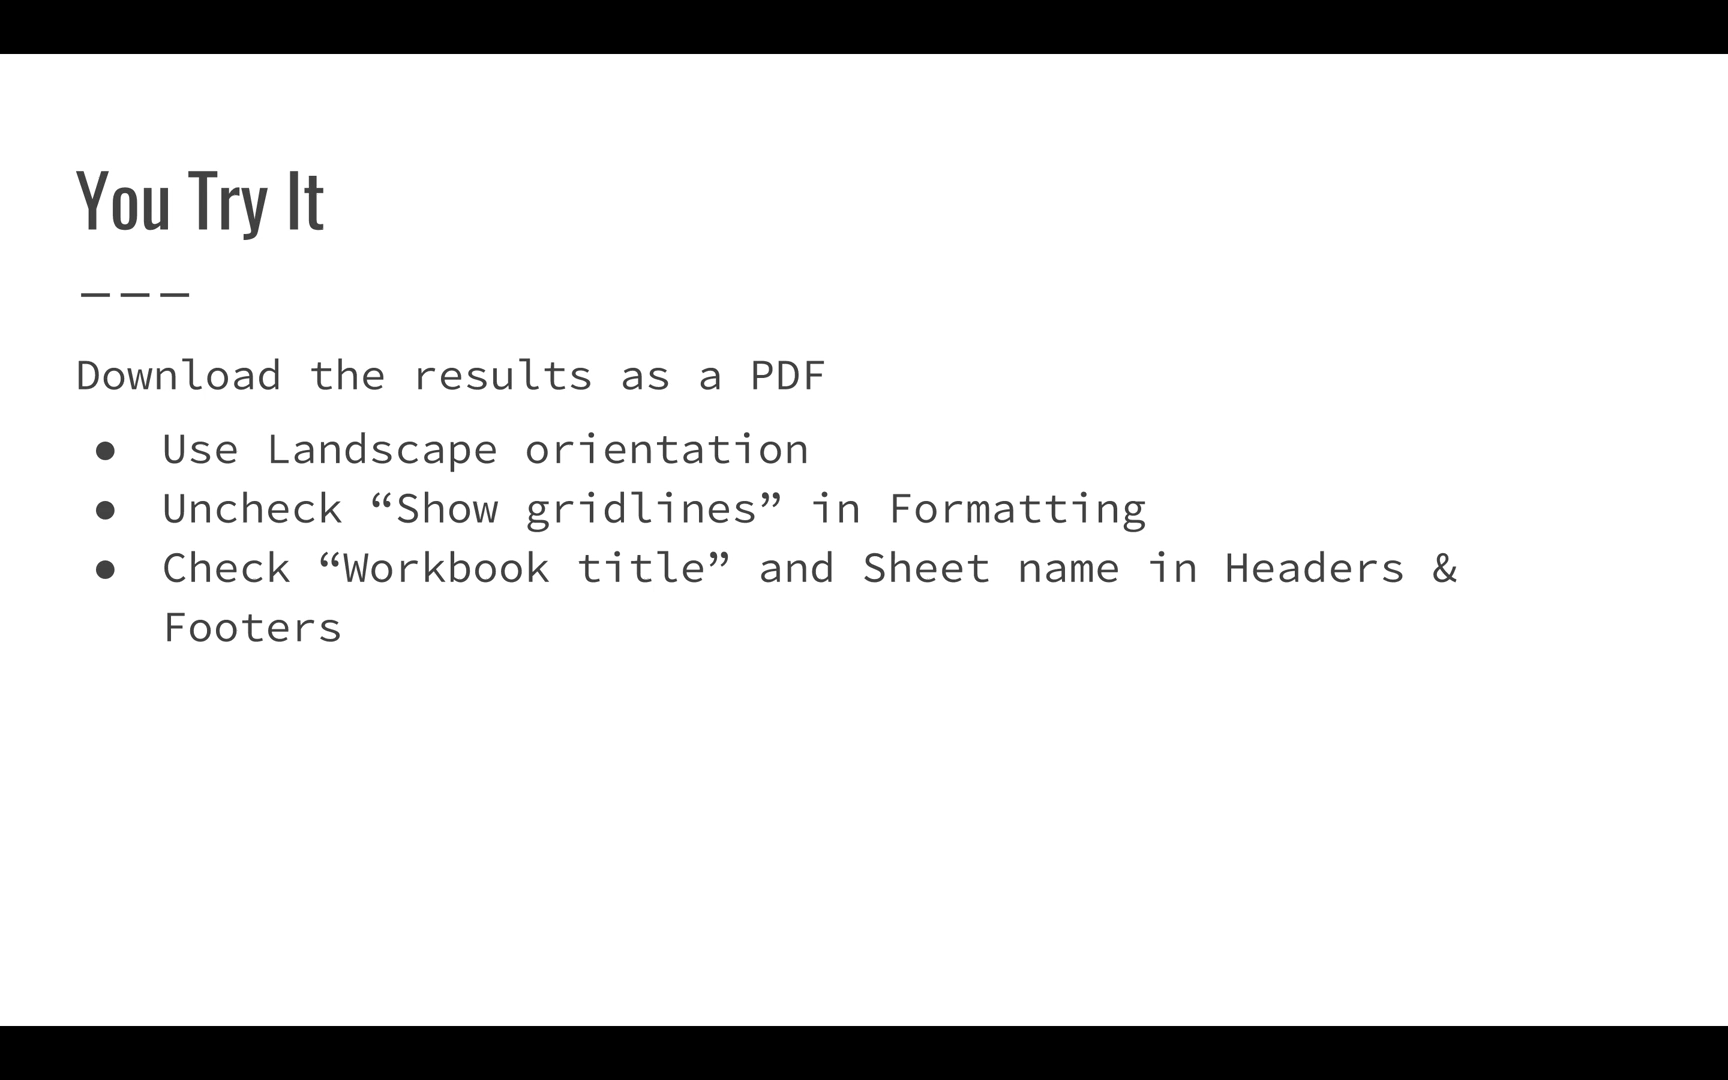 You Try It
Download the results as a PDF
● Use Landscape orientation
● Uncheck “Show gridlines” in Formatting
● Check “Workbook title” and Sheet name in Headers &
Footers